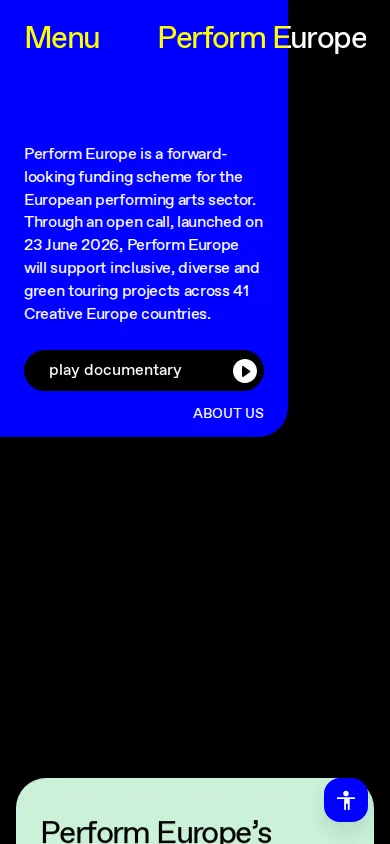 Menu
Perform Europe
Perform Europe is a forward-
looking funding scheme for the
European performing arts sector.
Through an open call, launched on
23 June 2026, Perform Europe
will support inclusive, diverse and
green touring projects across 41
Creative Europe countries.
play documentary
ABOUT US
Perform Europe’s